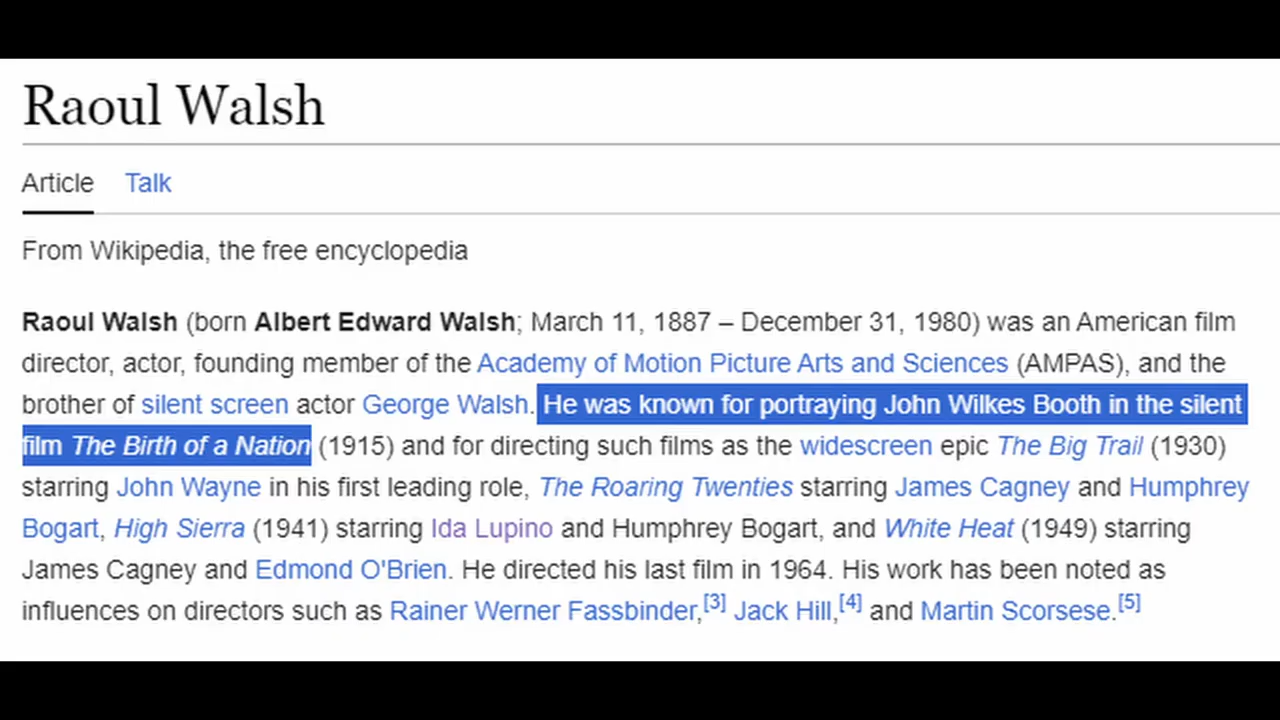 Raoul Walsh
Article Talk
From Wikipedia, the free encyclopedia
Raoul Walsh (born Albert Edward Walsh; March 11, 1887 – December 31, 1980) was an American film
director, actor, founding member of the Academy of Motion Picture Arts and Sciences (AMPAS), and the
brother of silent screen actor George Walsh. He was known for portraying John Wilkes Booth in the silent
film The Birth of a Nation (1915) and for directing such films as the widescreen epic The Big Trail (1930)
starring John Wayne in his first leading role, The Roaring Twenties starring James Cagney and Humphrey
Bogart, High Sierra (1941) starring Ida Lupino and Humphrey Bogart, and White Heat (1949) starring
James Cagney and Edmond O'Brien. He directed his last film in 1964. His work has been noted as
influences on directors such as Rainer Werner Fassbinder,[3] Jack Hill,[4] and Martin Scorsese.[5]